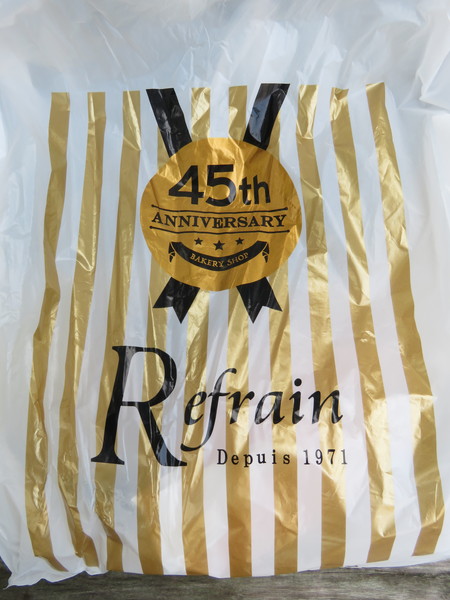 45th
ANNIVERSARY
BAKERY SHOP
Refrain
Depuis 1971